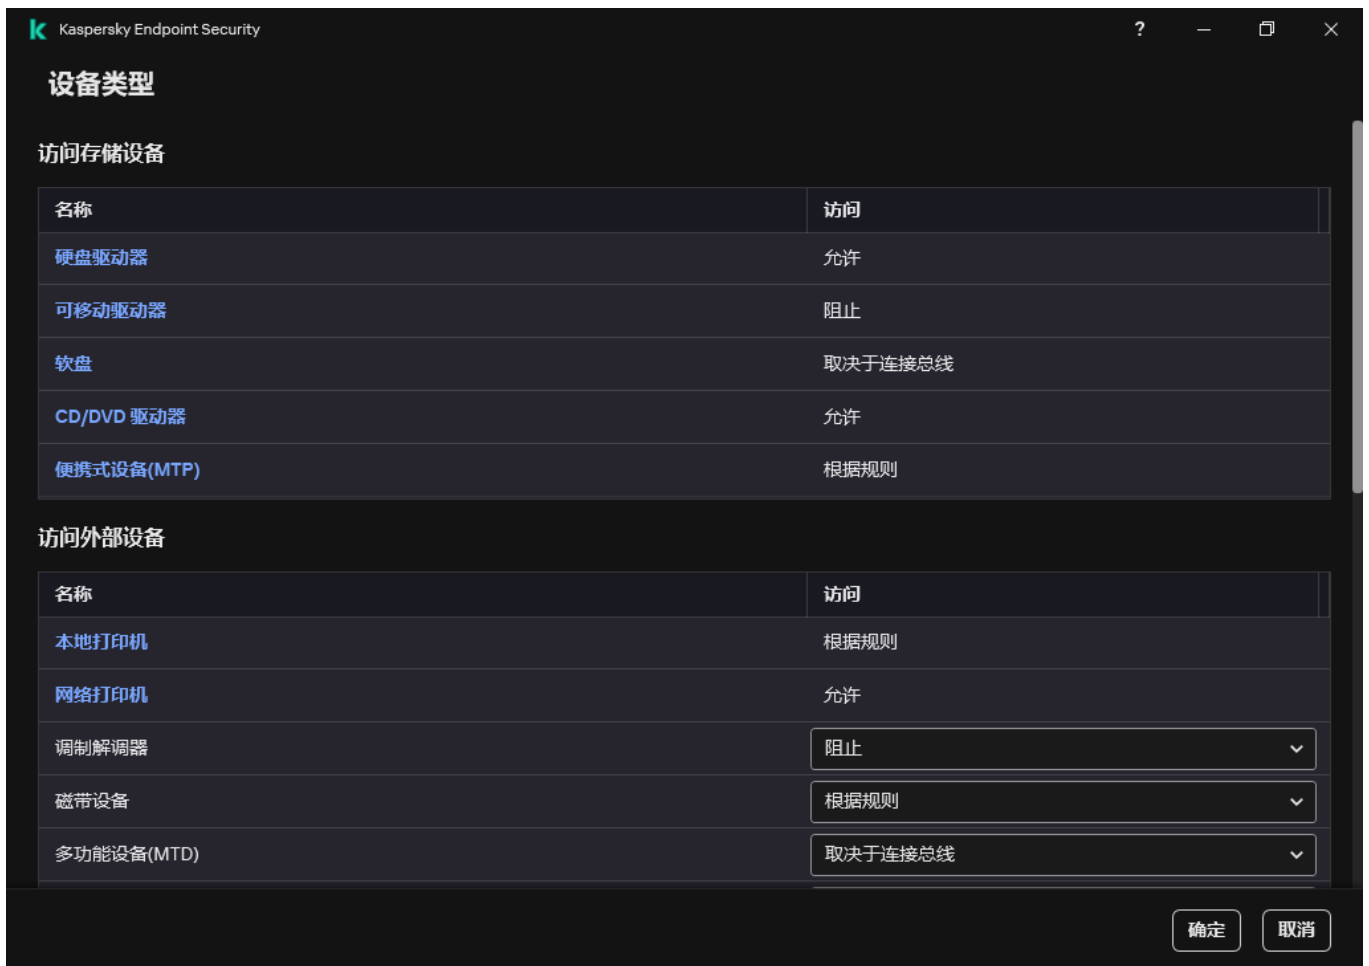 Kaspersky Endpoint Security ?
设备类型
访问存储设备
名称 访问
硬盘驱动器 允许
可移动驱动器 阻止
软盘 取决于连接总线
CD/DVD 驱动器 允许
便携式设备(MTP) 根据规则
访问外部设备
名称 访问
本地打印机 根据规则
网络打印机 允许
调制解调器 阻止
磁带设备 根据规则
多功能设备(MTD) 取决于连接总线
确定 取消